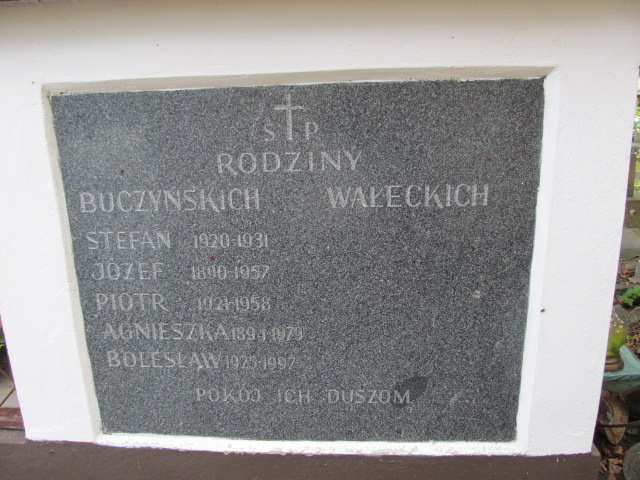 Ś P
RODZINY
BUCZYNSKICH WAŁECKICH
STEFAN 1920-1931
JÓZEF 1890-1957
PIOTR 1921-1958
AGNIESZKA 1894-1979
BOLESŁAW 1925-1997
POKÓJ ICH DUSZOM